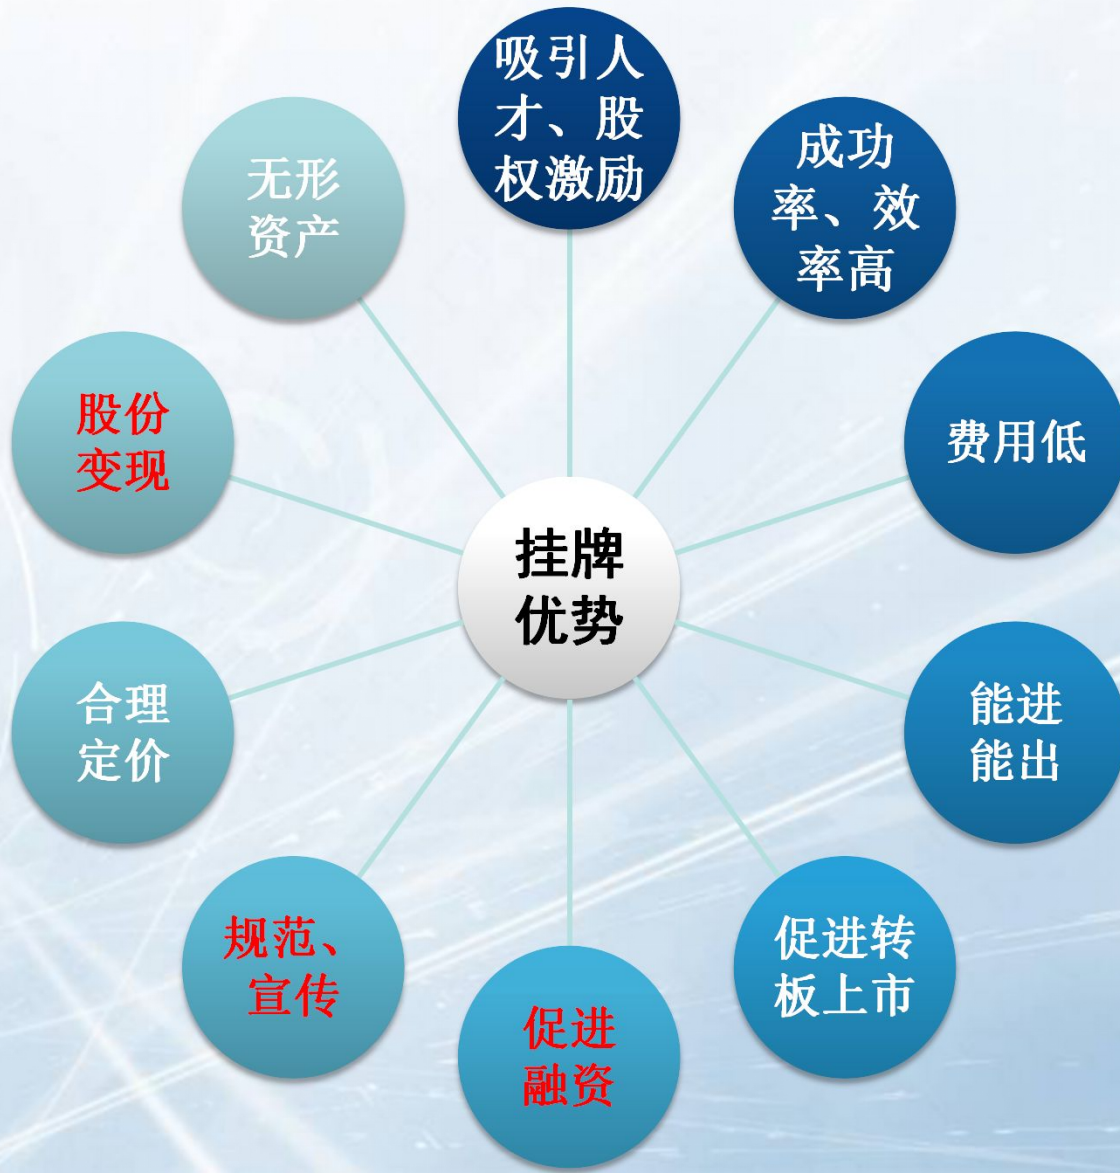 吸引人
才、股
权激励
成功
率、效
率高
费用低
能进
能出
促进转
板上市
促进
融资
规范、
宣传
合理
定价
股份
变现
无形
资产
挂牌
优势